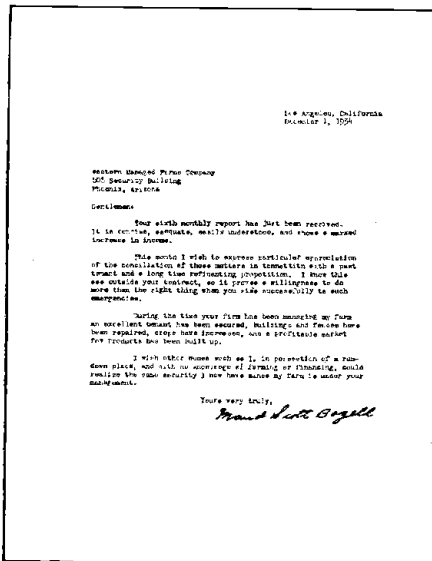 Los Angeles, California
December 1, 1954
Western Managed Farms Company
503 Security Building
Phoenix, Arizona
Gentlemen:
Your sixth monthly report has just been received.
It is concise, adequate, easily understood, and shows a marked
increase in income.
This month I wish to express particular appreciation
of the conciliation of those matters in connection with a past
tenant and a long time refinancing proposition. I know this
was outside your contract, so it proves a willingness to do
more than the right thing when you rise successfully to such
emergencies.
During the time your firm has been managing my farm
an excellent tenant has been secured, buildings and fences have
been repaired, crops have increased, and a profitable market
for products has been built up.
I wish other women such as I, in possession of a run-
down place, and with no knowledge of farming or financing, could
realize the same security I now have since my farm is under your
management.
Yours very truly,
Maud Scott Bogell